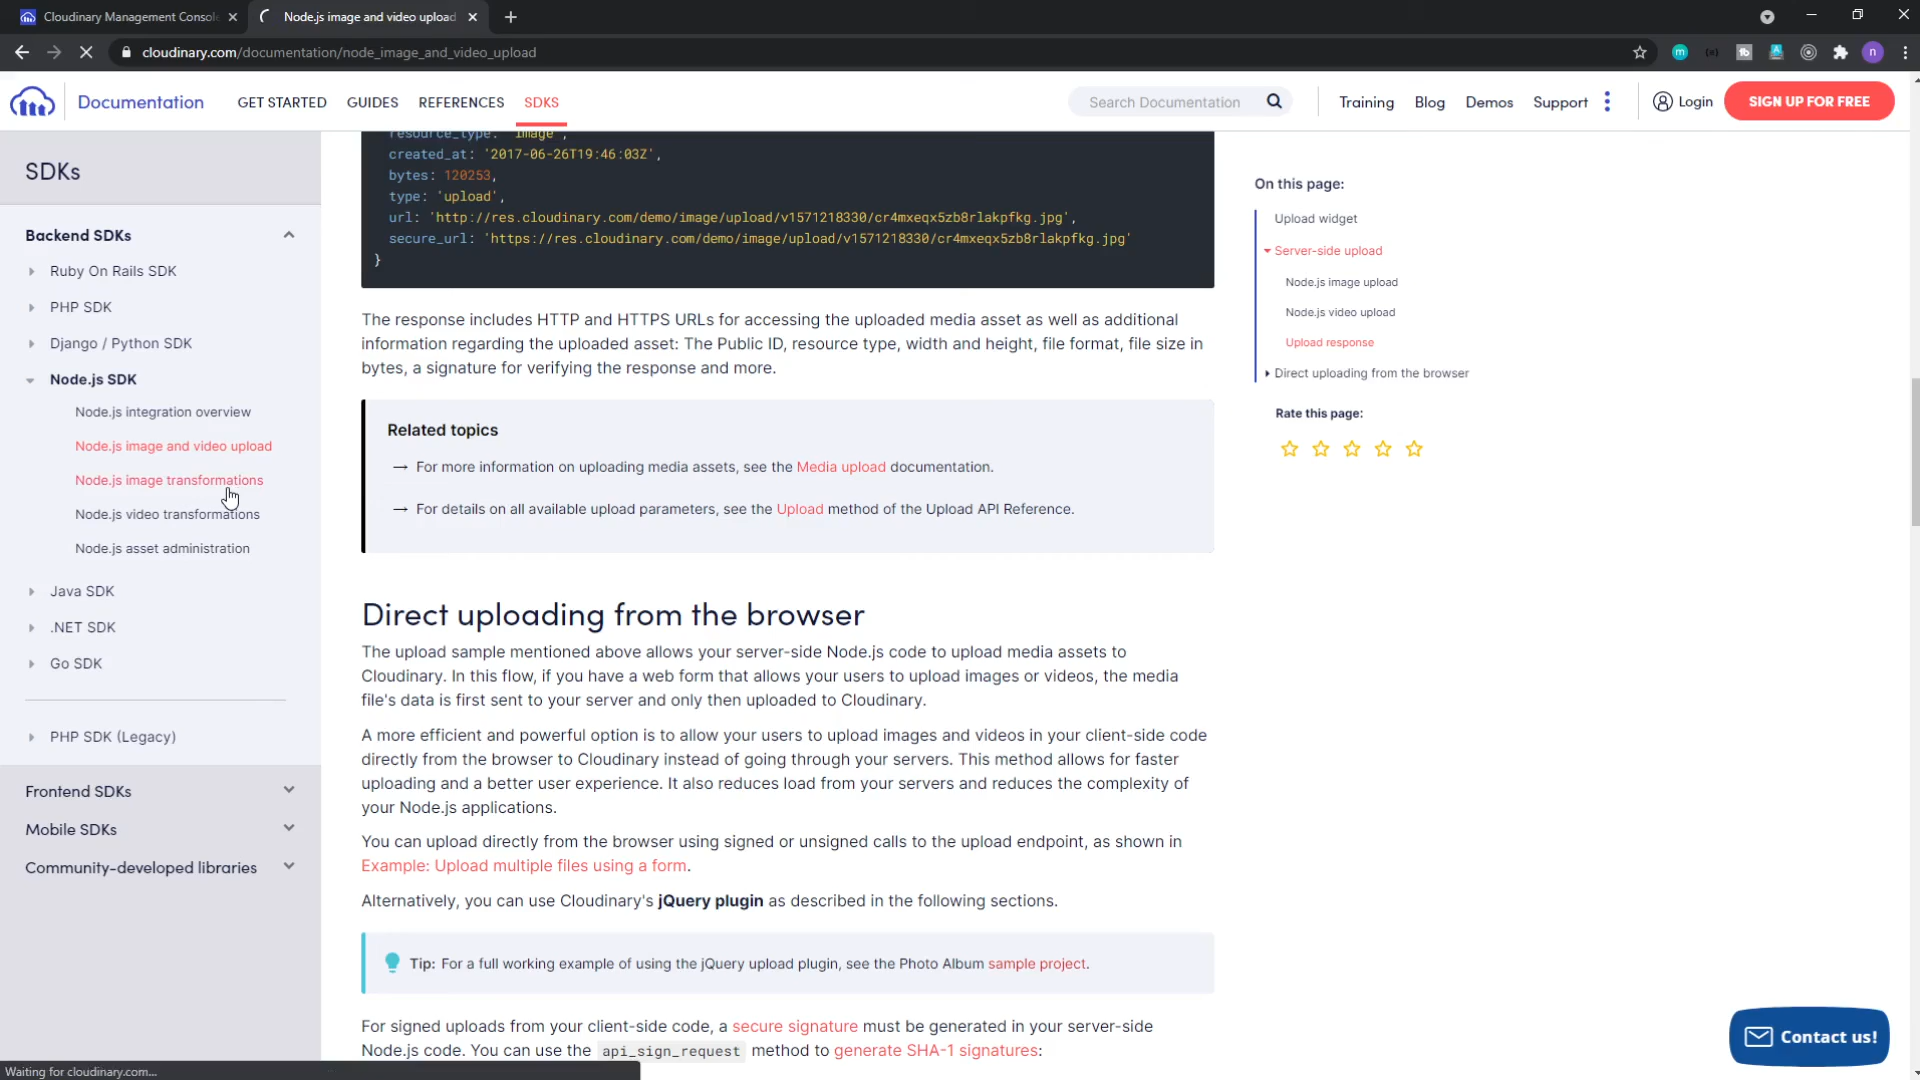 Cloudinary Management Console
Node.js image and video upload
cloudinary.com/documentation/node_image_and_video_upload
Documentation
GET STARTED
GUIDES
REFERENCES
SDKS
Search Documentation
Training
Blog
Demos
Support
Login
SIGN UP FOR FREE
SDKs
Backend SDKs
Ruby On Rails SDK
PHP SDK
Django / Python SDK
Node.js SDK
Node.js integration overview
Node.js image and video upload
Node.js image transformations
Node.js video transformations
Node.js asset administration
Java SDK
.NET SDK
Go SDK
PHP SDK (Legacy)
Frontend SDKs
Mobile SDKs
Community-developed libraries
resource_type: 'image',
created_at: '2017-06-26T19:46:03Z',
bytes: 120253,
type: 'upload',
url: 'http://res.cloudinary.com/demo/image/upload/v1571218330/cr4mxeqx5zb8rlakpfkg.jpg',
secure_url: 'https://res.cloudinary.com/demo/image/upload/v1571218330/cr4mxeqx5zb8rlakpfkg.jpg'
}
The response includes HTTP and HTTPS URLs for accessing the uploaded media asset as well as additional
information regarding the uploaded asset: The Public ID, resource type, width and height, file format, file size in
bytes, a signature for verifying the response and more.
Related topics
→ For more information on uploading media assets, see the Media upload documentation.
→ For details on all available upload parameters, see the Upload method of the Upload API Reference.
Direct uploading from the browser
The upload sample mentioned above allows your server-side Node.js code to upload media assets to
Cloudinary. In this flow, if you have a web form that allows your users to upload images or videos, the media
file's data is first sent to your server and only then uploaded to Cloudinary.
A more efficient and powerful option is to allow your users to upload images and videos in your client-side code
directly from the browser to Cloudinary instead of going through your servers. This method allows for faster
uploading and a better user experience. It also reduces load from your servers and reduces the complexity of
your Node.js applications.
You can upload directly from the browser using signed or unsigned calls to the upload endpoint, as shown in
Example: Upload multiple files using a form.
Alternatively, you can use Cloudinary's jQuery plugin as described in the following sections.
Tip: For a full working example of using the jQuery upload plugin, see the Photo Album sample project.
For signed uploads from your client-side code, a secure signature must be generated in your server-side
Node.js code. You can use the api_sign_request method to generate SHA-1 signatures:
On this page:
Upload widget
Server-side upload
Node.js image upload
Node.js video upload
Upload response
Direct uploading from the browser
Rate this page:
Contact us!
Waiting for cloudinary.com...